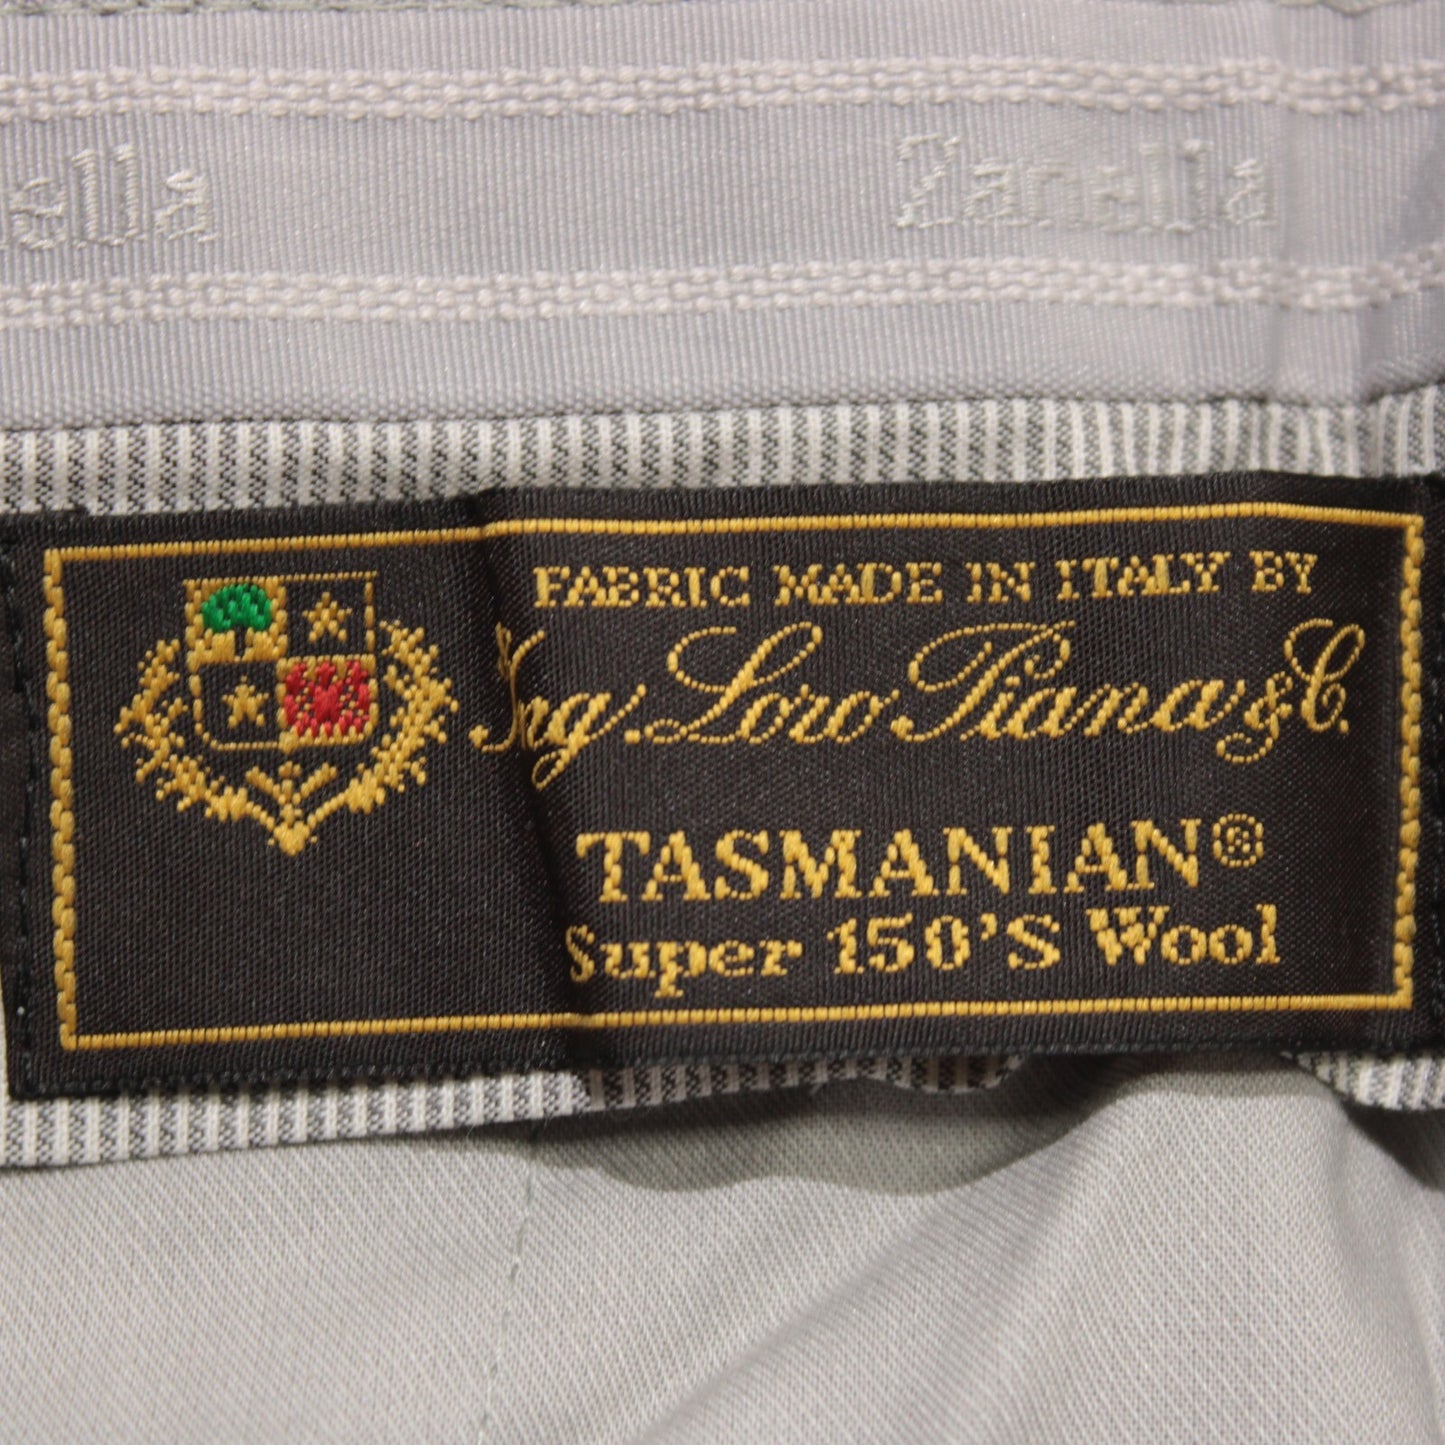 ella Zanella
FABRIC MADE IN ITALY BY
Ing. Loro Piana & C.
TASMANIAN®
Super 150'S Wool